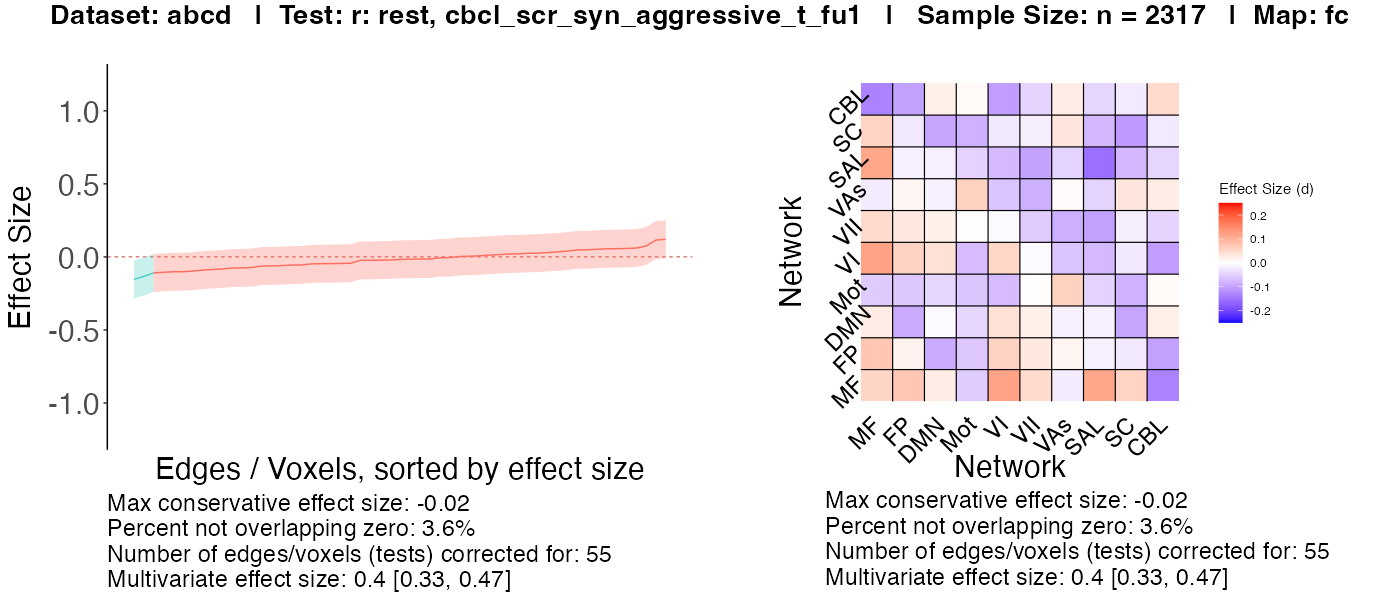 Dataset: abcd | Test: r: rest, cbcl_scr_syn_aggressive_t_fu1 | Sample Size: n = 2317 | Map: fc
Effect Size
1.0
0.5
0.0
-0.5
-1.0
Edges / Voxels, sorted by effect size
Max conservative effect size: -0.02
Percent not overlapping zero: 3.6%
Number of edges/voxels (tests) corrected for: 55
Multivariate effect size: 0.4 [0.33, 0.47]
Network
CBL
SC
SAL
VAs
VII
VI
Mot
DMN
FP
MF
MF FP DMN Mot VI VII VAs SAL SC CBL
Network
Effect Size (d)
0.2
0.1
0.0
-0.1
-0.2
Max conservative effect size: -0.02
Percent not overlapping zero: 3.6%
Number of edges/voxels (tests) corrected for: 55
Multivariate effect size: 0.4 [0.33, 0.47]